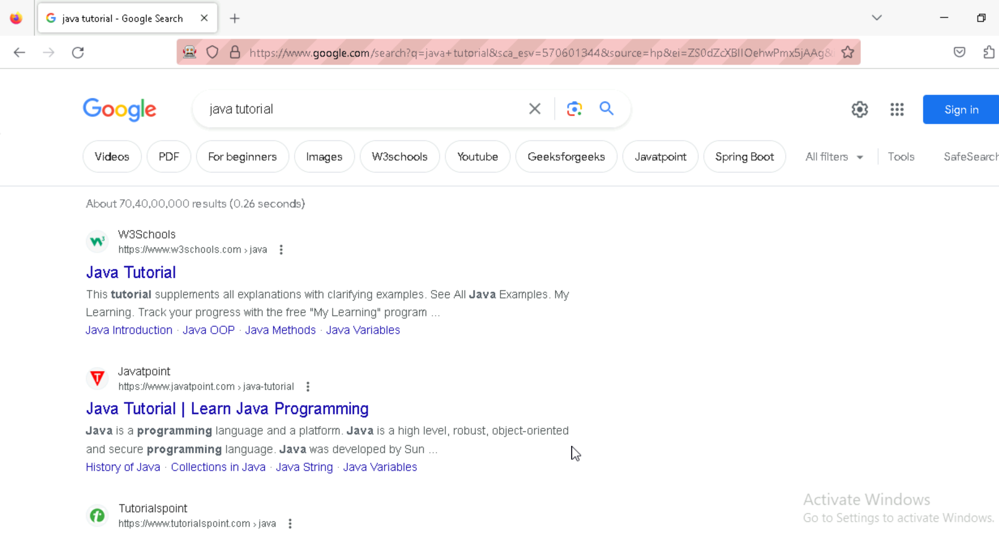 java tutorial - Google Search
https://www.google.com/search?q=java+tutorial&sca_esv=570601344&source=hp&ei=ZS0dZcXBIIOehwPmx5jAAg&
Google
java tutorial
Sign in
Videos PDF For beginners Images W3schools Youtube Geeksforgeeks Javatpoint Spring Boot All filters Tools SafeSearch
About 70,40,00,000 results (0.26 seconds)
W3Schools
https://www.w3schools.com › java
Java Tutorial
This tutorial supplements all explanations with clarifying examples. See All Java Examples. My
Learning. Track your progress with the free "My Learning" program ...
Java Introduction · Java OOP · Java Methods · Java Variables
Javatpoint
https://www.javatpoint.com › java-tutorial
Java Tutorial | Learn Java Programming
Java is a programming language and a platform. Java is a high level, robust, object-oriented
and secure programming language. Java was developed by Sun ...
History of Java · Collections in Java · Java String · Java Variables
Tutorialspoint
https://www.tutorialspoint.com › java
Activate Windows
Go to Settings to activate Windows.